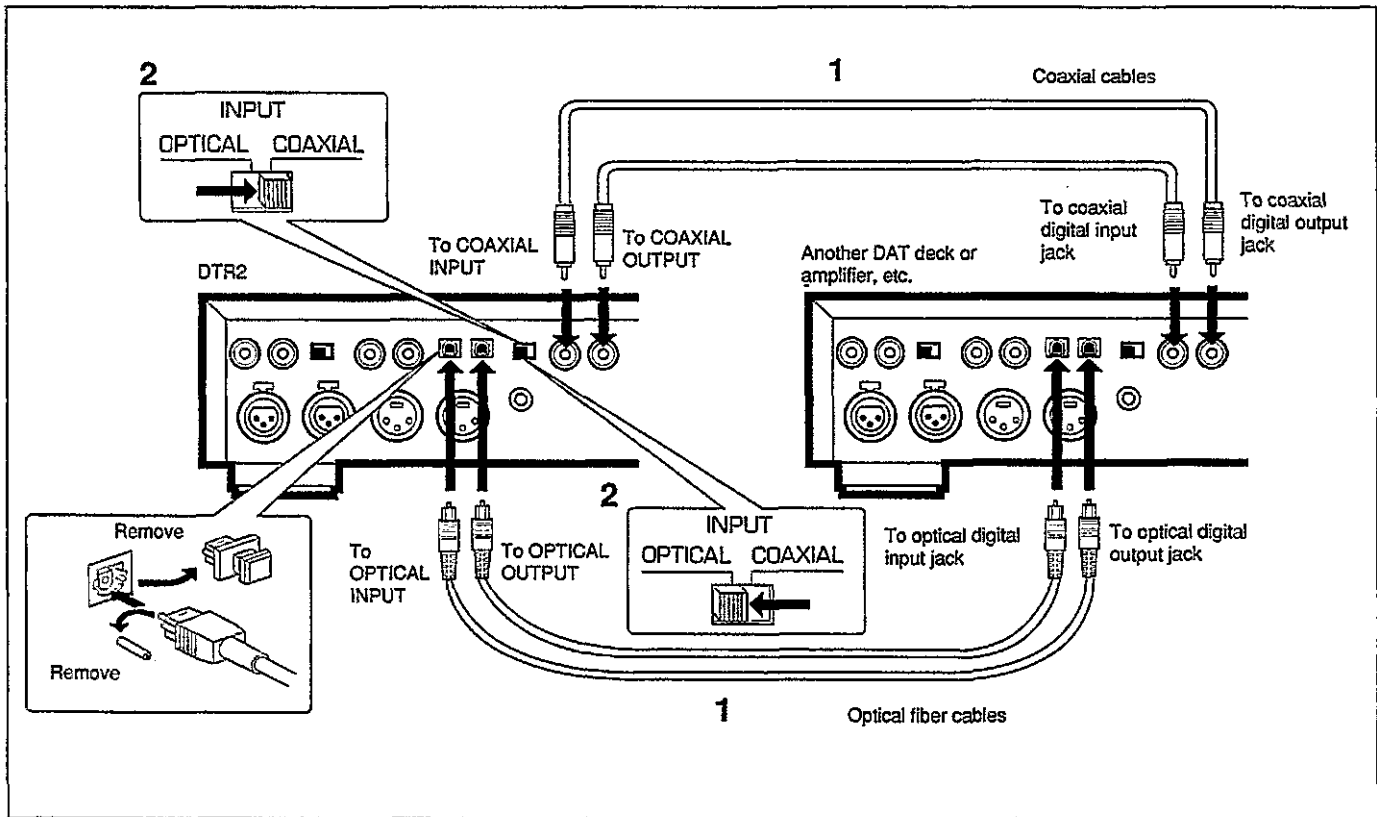 2
INPUT
OPTICAL COAXIAL
1
Coaxial cables
To COAXIAL
INPUT
To COAXIAL
OUTPUT
To coaxial
digital input
jack
To coaxial
digital output
jack
DTR2
Another DAT deck or
amplifier, etc.
Remove
Remove
To
OPTICAL
INPUT
To OPTICAL
OUTPUT
2
INPUT
OPTICAL COAXIAL
To optical digital
input jack
To optical digital
output jack
1
Optical fiber cables